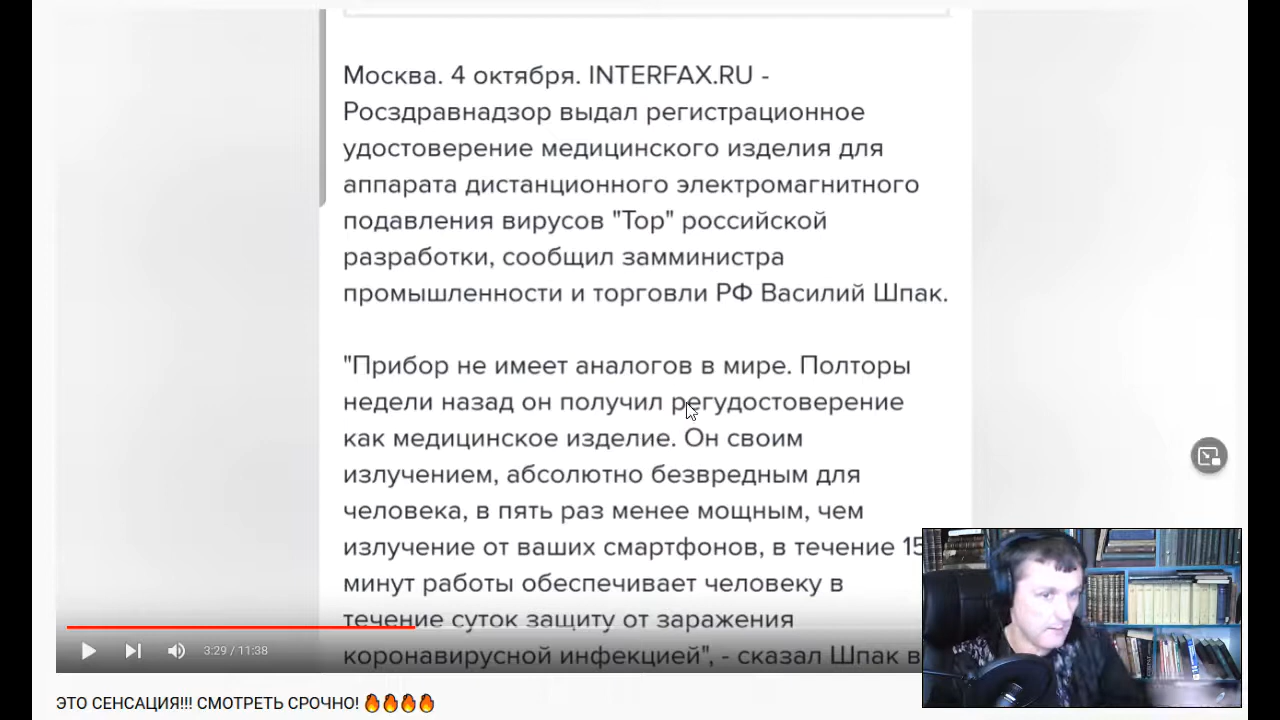 Москва. 4 октября. INTERFAX.RU -
Росздравнадзор выдал регистрационное
удостоверение медицинского изделия для
аппарата дистанционного электромагнитного
подавления вирусов "Тор" российской
разработки, сообщил замминистра
промышленности и торговли РФ Василий Шпак.
"Прибор не имеет аналогов в мире. Полторы
недели назад он получил регудостоверение
как медицинское изделие. Он своим
излучением, абсолютно безвредным для
человека, в пять раз менее мощным, чем
излучение от ваших смартфонов, в течение 15
минут работы обеспечивает человеку в
течение суток защиту от заражения
коронавирусной инфекцией", - сказал Шпак в
3:29 / 11:38
ЭТО СЕНСАЦИЯ!!! СМОТРЕТЬ СРОЧНО! 🔥🔥🔥🔥